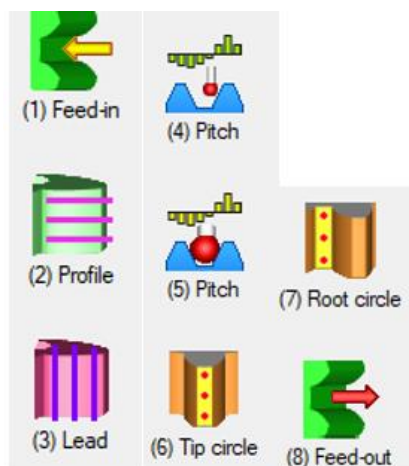 (1) Feed-in
(2) Profile
(3) Lead
(4) Pitch
(5) Pitch
(6) Tip circle
(7) Root circle
(8) Feed-out